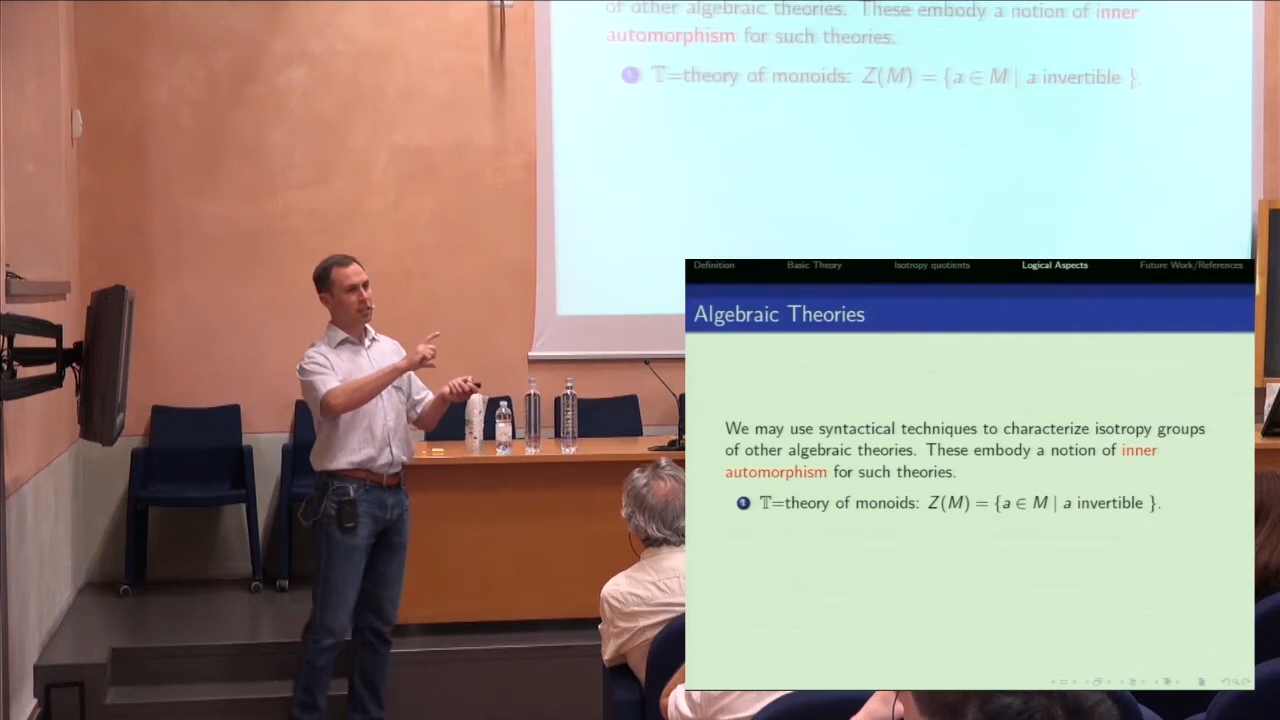 of other algebraic theories. These embody a notion of inner
automorphism for such theories.
1 𝕋=theory of monoids: Z(M) = {a ∈ M | a invertible }.
Definition Basic Theory Isotropy quotients Logical Aspects Future Work/References
Algebraic Theories
We may use syntactical techniques to characterize isotropy groups
of other algebraic theories. These embody a notion of inner
automorphism for such theories.
1 𝕋=theory of monoids: Z(M) = {a ∈ M | a invertible }.